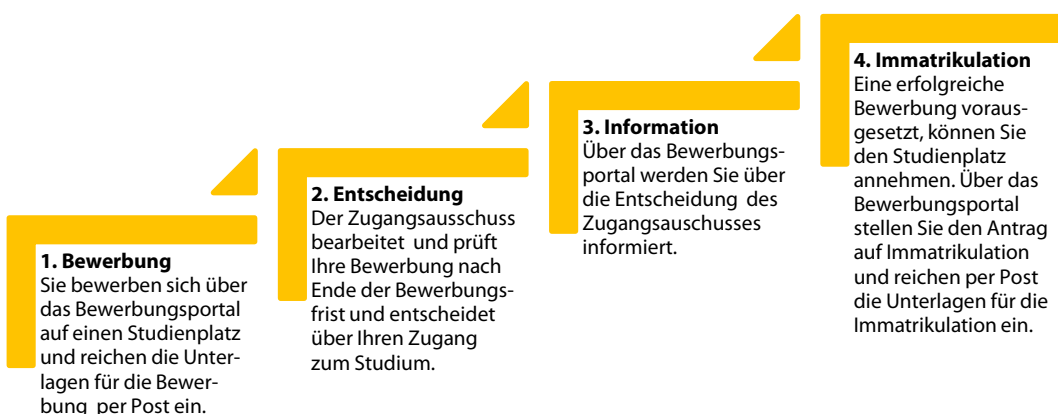 1. Bewerbung
Sie bewerben sich über
das Bewerbungsportal
auf einen Studienplatz
und reichen die Unter-
lagen für die Bewer-
bung per Post ein.
2. Entscheidung
Der Zugangsausschuss
bearbeitet und prüft
Ihre Bewerbung nach
Ende der Bewerbungs-
frist und entscheidet
über Ihren Zugang
zum Studium.
3. Information
Über das Bewerbungs-
portal werden Sie über
die Entscheidung des
Zugangsauschusses
informiert.
4. Immatrikulation
Eine erfolgreiche
Bewerbung voraus-
gesetzt, können Sie
den Studienplatz
annehmen. Über das
Bewerbungsportal
stellen Sie den Antrag
auf Immatrikulation
und reichen per Post
die Unterlagen für die
Immatrikulation ein.